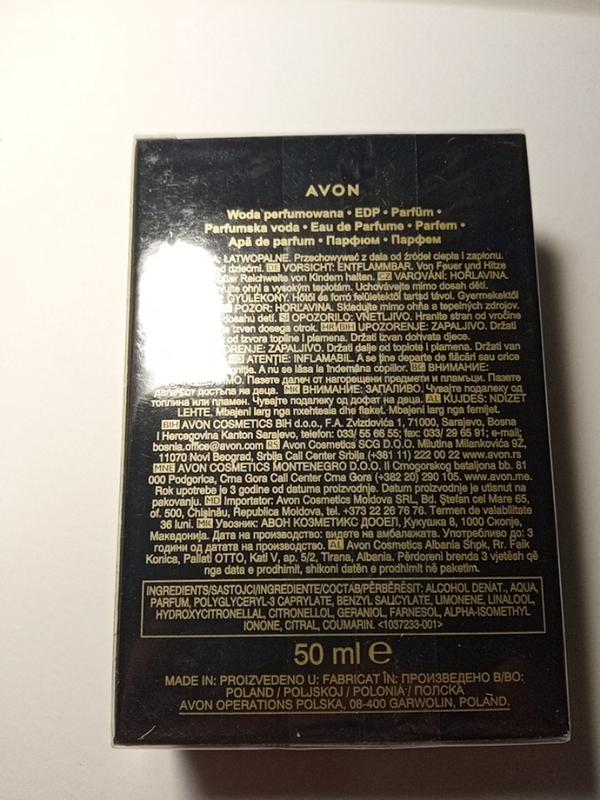 AVON
Woda perfumowana • EDP • Parfüm •
Parfumska voda • Eau de Parfume • Parfem •
Apă de parfum • Парфюм • Парфем
ŁATWOPALNE. Przechowywać z dala od źródeł ciepła i zapłonu.
dziećmi. DE VORSICHT: ENTFLAMMBAR. Von Feuer und Hitze
Reichweite von Kindern halten. CZ VAROVÁNI: HOŘLAVINA.
ohni a vysokým teplotám. Uchovávejte mimo dosah dětí.
GYÚLÉKONY. Hőtől és forró felülettektől tartsd távol. Gyermekektől
POZOR: HORĽAVINA. Skladujte mimo ohňa a tepelných zdrojov.
dosahu detí. SI OPOZORILO: VNETLJIVO. Hranite stran od vročine
izven dosega otrok. HR/BIH UPOZORENJE: ZAPALJIVO. Držati
od izvora topline i plamena. Držati izvan dohvata djece.
ZAPALJIVO. Držati dalje od toplote i plamena. Držati van
ATENȚIE: INFLAMABIL. A se ține departe de flăcări sau orice
A nu se lăsa la îndemâna copiilor. BG ВНИМАНИЕ:
Пазете далеч от нагорещени предмети и пламъци. Пазете
далеч от достъпа на деца. MK ВНИМАНИЕ: ЗАПАЛИВО. Чувајте подалеку од
топлина или пламен. Чувајте подалеку од дофат на деца. AL KUJDES: NDIZET
LEHTE. Mbajeni larg nga nxehtesia dhe flaket. Mbajeni larg nga femijet.
BIH AVON COSMETICS BiH d.o.o., F.A. Zvizdovića 1, 71000, Sarajevo, Bosna
i Hercegovina Kanton Sarajevo, telefon: 033/ 55 66 55; fax: 033/ 29 65 91; e-mail;
bosnia.office@avon.com RS Avon Cosmetics SCG D.O.O. Milutina Milankovića 9Ž,
11070 Novi Beograd, Srbija Call Center Srbija (+381 11) 222 00 22 www.avon.rs
MNE AVON COSMETICS MONTENEGRO D.O.O. II Crnogorskog bataljona bb. 81
000 Podgorica, Crna Gora Call Center Crna Gora (+382 20) 290 105. www.avon.me.
Rok upotrebe je 3 godine od datuma proizvodnje. Datum proizvodnje je utisnut na
pakovanju. MD Importator: Avon Cosmetics Moldova SRL, Bd. Ștefan cel Mare 65,
of. 500, Chișinău, Republica Moldova, tel. +373 22 26 76 76. Termen de valabilitate
36 luni. MK Увозник: АВОН КОЗМЕТИКС ДООЕЛ, Кукушка 8, 1000 Скопје,
Македонија. Дата на производство: видете на амбалажата. Употребливо до: 3
години од датата на производство. AL Avon Cosmetics Albania Shpk, Rr. Faik
Konica, Pallati OTTO, Kati V, ap. 5/2, Tirana, Albania. Përdoreni brenda 3 vjetësh që
nga data e prodhimit, shikoni datën e prodhimit në paketim.
INGREDIENTS/SASTOJCI/INGREDIENTE/СОСТАВ/PËRBËRËSIT: ALCOHOL DENAT., AQUA,
PARFUM, POLYGLYCERYL-3 CAPRYLATE, BENZYL SALICYLATE, LIMONENE, LINALOOL,
HYDROXYCITRONELLAL, CITRONELLOL, GERANIOL, FARNESOL, ALPHA-ISOMETHYL
IONONE, CITRAL, COUMARIN. <1037233-001>
50 ml ℮
MADE IN: PROIZVEDENO U: FABRICAT ÎN: ПРОИЗВЕДЕНО В/ВО:
POLAND / POLJSKOJ / POLONIA / ПОЛСКА
AVON OPERATIONS POLSKA, 08-400 GARWOLIN, POLAND.